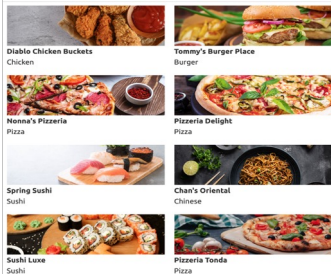 Diablo Chicken Buckets
Chicken
Tommy's Burger Place
Burger
Nonna's Pizzeria
Pizza
Pizzeria Delight
Pizza
Spring Sushi
Sushi
Chan's Oriental
Chinese
Sushi Luxe
Sushi
Pizzeria Tonda
Pizza